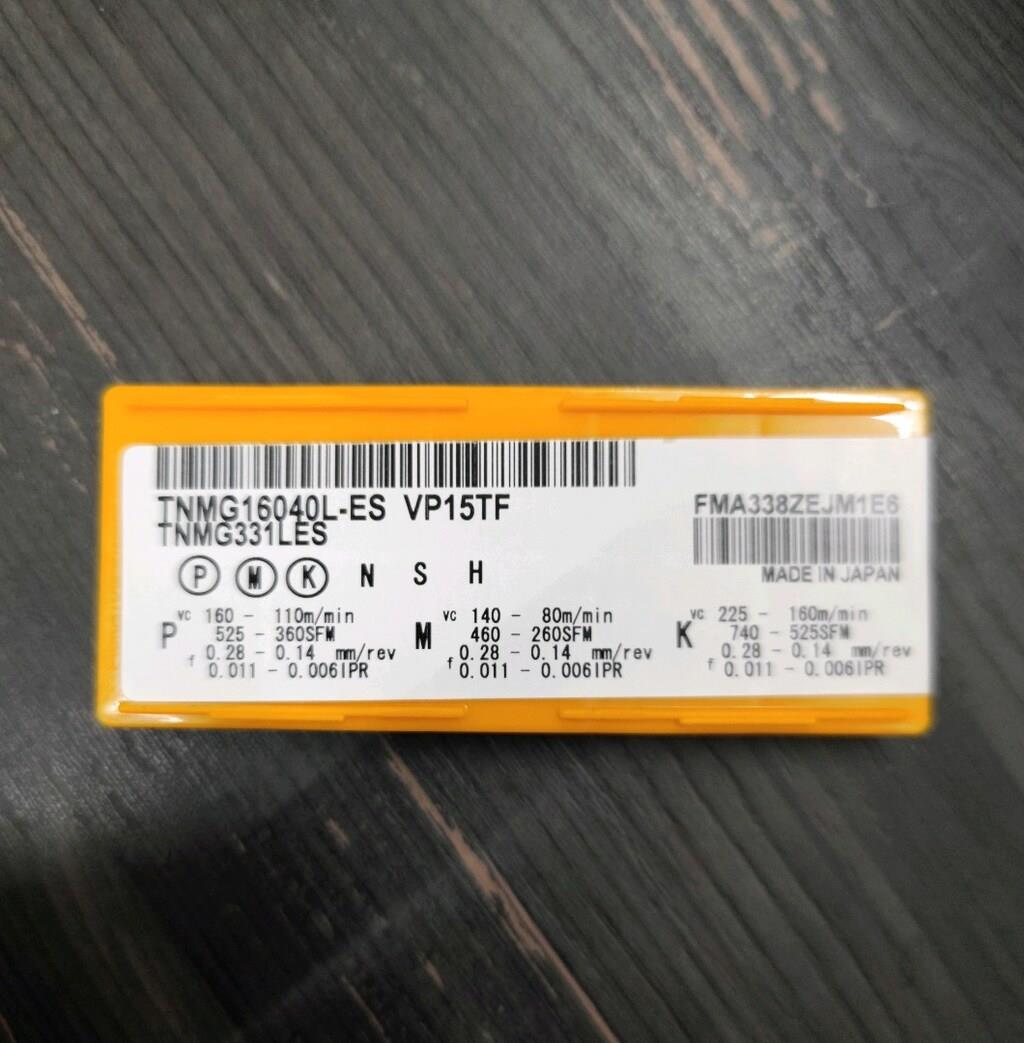 TNMG16040L-ES VP15TF
TNMG331LES
FMA338ZEJM1E6
MADE IN JAPAN
P M K N S H
P vc 160 - 110m/min
525 - 360SFM
f 0.28 - 0.14 mm/rev
0.011 - 0.006IPR
M vc 140 - 80m/min
460 - 260SFM
f 0.28 - 0.14 mm/rev
0.011 - 0.006IPR
K vc 225 - 160m/min
740 - 525SFM
f 0.28 - 0.14 mm/rev
0.011 - 0.006IPR